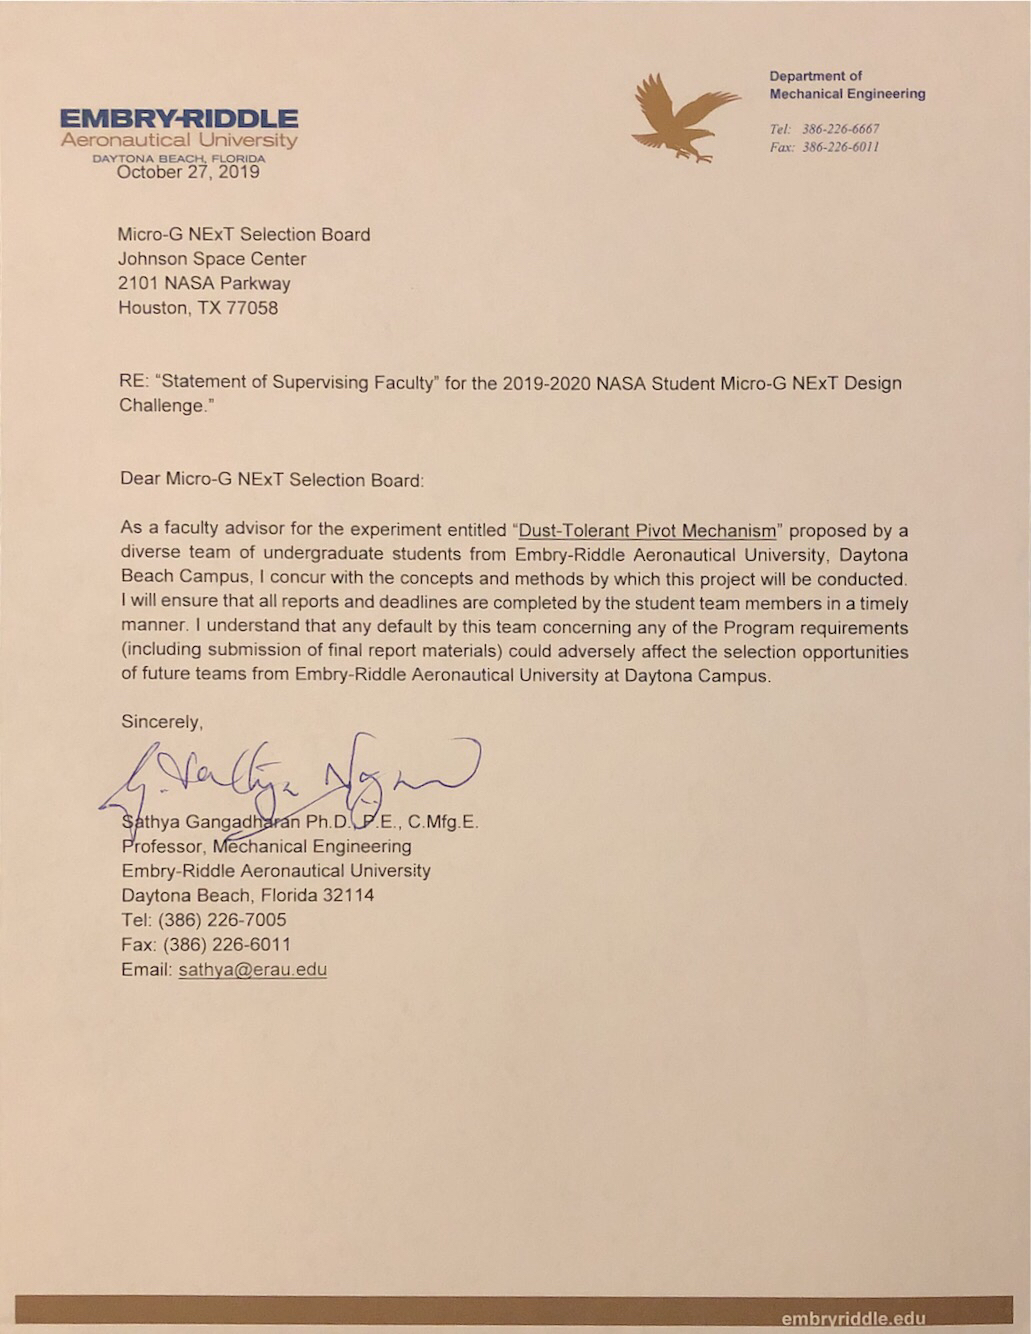 EMBRY-RIDDLE
Aeronautical University
DAYTONA BEACH, FLORIDA
Department of
Mechanical Engineering
Tel: 386-226-6667
Fax: 386-226-6011
October 27, 2019
Micro-G NExT Selection Board
Johnson Space Center
2101 NASA Parkway
Houston, TX 77058
RE: “Statement of Supervising Faculty” for the 2019-2020 NASA Student Micro-G NExT Design
Challenge.”
Dear Micro-G NExT Selection Board:
As a faculty advisor for the experiment entitled “Dust-Tolerant Pivot Mechanism” proposed by a
diverse team of undergraduate students from Embry-Riddle Aeronautical University, Daytona
Beach Campus, I concur with the concepts and methods by which this project will be conducted.
I will ensure that all reports and deadlines are completed by the student team members in a timely
manner. I understand that any default by this team concerning any of the Program requirements
(including submission of final report materials) could adversely affect the selection opportunities
of future teams from Embry-Riddle Aeronautical University at Daytona Campus.
Sincerely,
Sathya Gangadharan Ph.D., P.E., C.Mfg.E.
Professor, Mechanical Engineering
Embry-Riddle Aeronautical University
Daytona Beach, Florida 32114
Tel: (386) 226-7005
Fax: (386) 226-6011
Email: sathya@erau.edu
embryriddle.edu